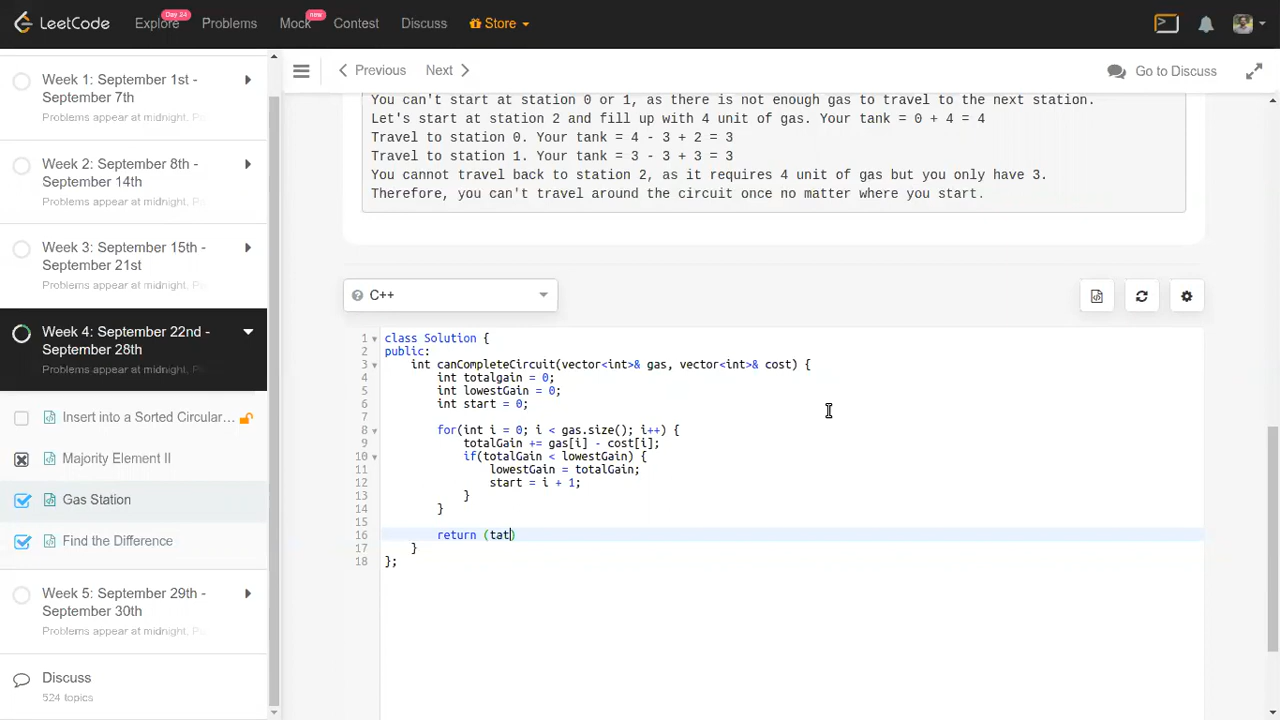 LeetCode
Explore
Day 24
Problems
Mock
new
Contest
Discuss
Store
Week 1: September 1st -
September 7th
Problems appear at midnight,
Week 2: September 8th -
September 14th
Problems appear at midnight,
Week 3: September 15th -
September 21st
Problems appear at midnight,
Week 4: September 22nd -
September 28th
Problems appear at midnight,
Insert into a Sorted Circular...
Majority Element II
Gas Station
Find the Difference
Week 5: September 29th -
September 30th
Problems appear at midnight,
Discuss
524 topics
Previous
Next
Go to Discuss
You can't start at station 0 or 1, as there is not enough gas to travel to the next station.
Let's start at station 2 and fill up with 4 unit of gas. Your tank = 0 + 4 = 4
Travel to station 0. Your tank = 4 - 3 + 2 = 3
Travel to station 1. Your tank = 3 - 3 + 3 = 3
You cannot travel back to station 2, as it requires 4 unit of gas but you only have 3.
Therefore, you can't travel around the circuit once no matter where you start.
C++
1 class Solution {
2 public:
3 int canCompleteCircuit(vector<int>& gas, vector<int>& cost) {
4 int totalgain = 0;
5 int lowestGain = 0;
6 int start = 0;
7
8 for(int i = 0; i < gas.size(); i++) {
9 totalGain += gas[i] - cost[i];
10 if(totalGain < lowestGain) {
11 lowestGain = totalGain;
12 start = i + 1;
13 }
14 }
15
16 return (tat)
17 }
18 };